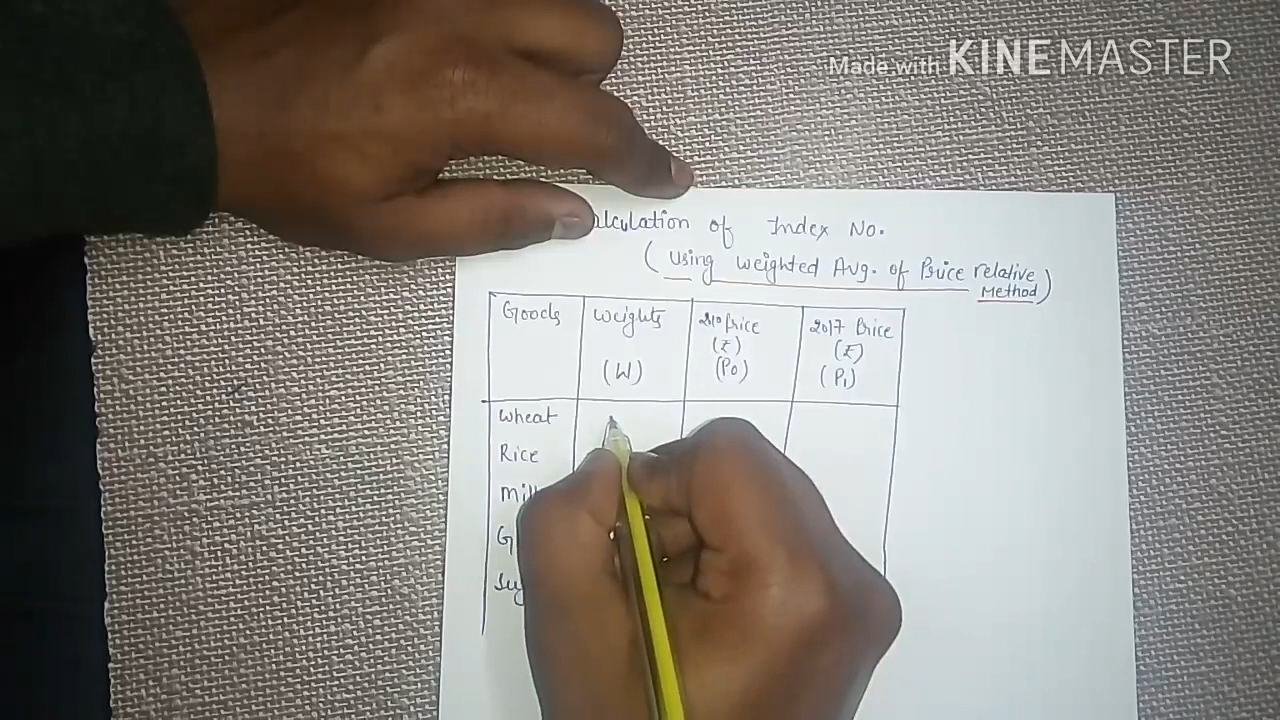 Made with KINEMASTER
alculation of Index No.
(Using weighted Avg. of Price relative
Method)
Goods Weights 2010 Price 2017 Price
(₹) (₹)
(W) (P0) (P1)
Wheat
Rice